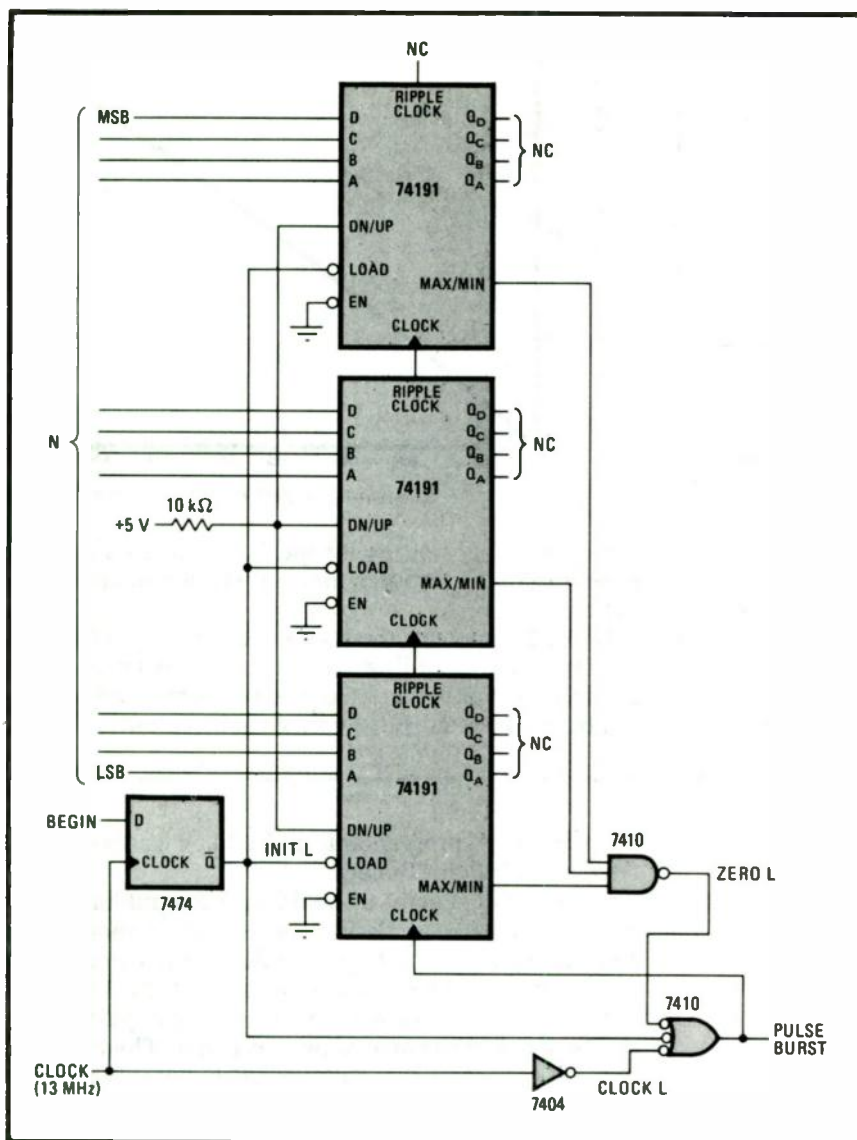 NC
RIPPLE
CLOCK
MSB
D
C
B
A
QD
QC
QB
QA
NC
74191
DN/UP
LOAD
EN
MAX/MIN
CLOCK
RIPPLE
CLOCK
N
D
C
B
A
QD
QC
QB
QA
NC
74191
10 kΩ
+5 V
DN/UP
LOAD
EN
MAX/MIN
CLOCK
RIPPLE
CLOCK
D
C
B
LSB
A
QD
QC
QB
QA
NC
74191
BEGIN
D
CLOCK
Q̅
7474
INIT L
DN/UP
LOAD
EN
MAX/MIN
CLOCK
7410
ZERO L
7410
PULSE
BURST
CLOCK
(13 MHz)
7404
CLOCK L